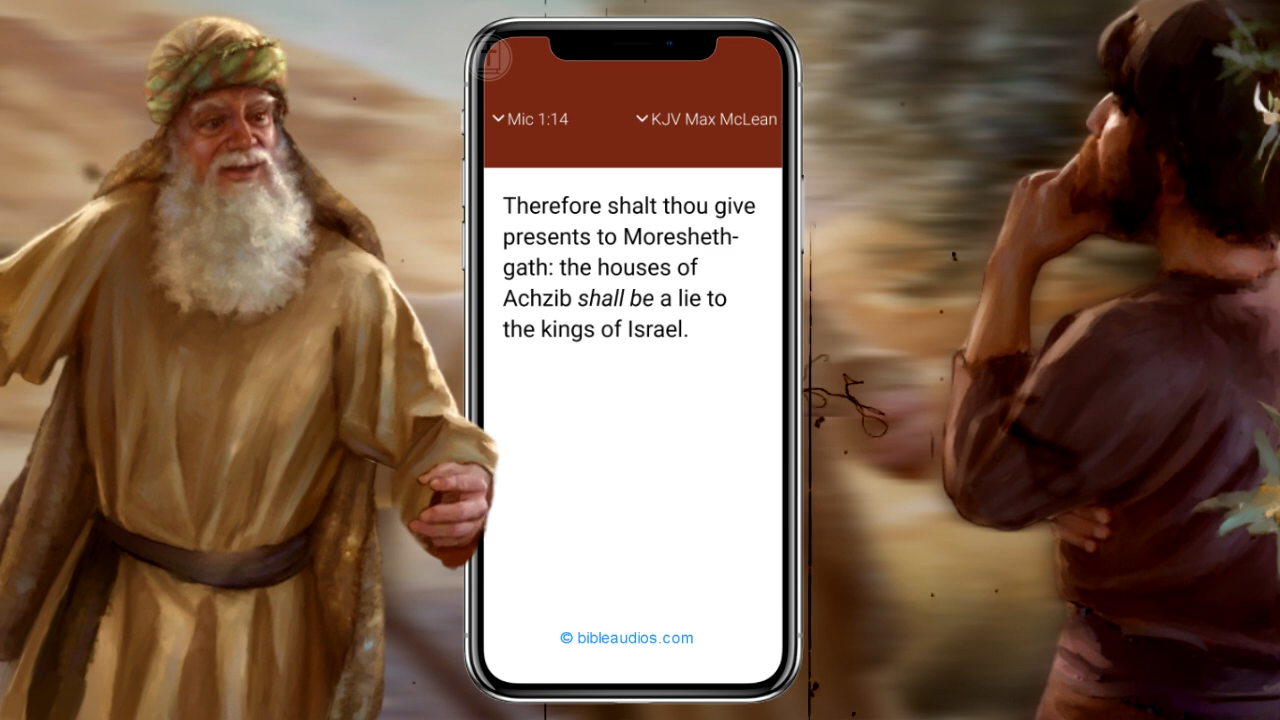 Mic 1:14
KJV Max McLean
Therefore shalt thou give
presents to Moresheth-
gath: the houses of
Achzib shall be a lie to
the kings of Israel.
© bibleaudios.com